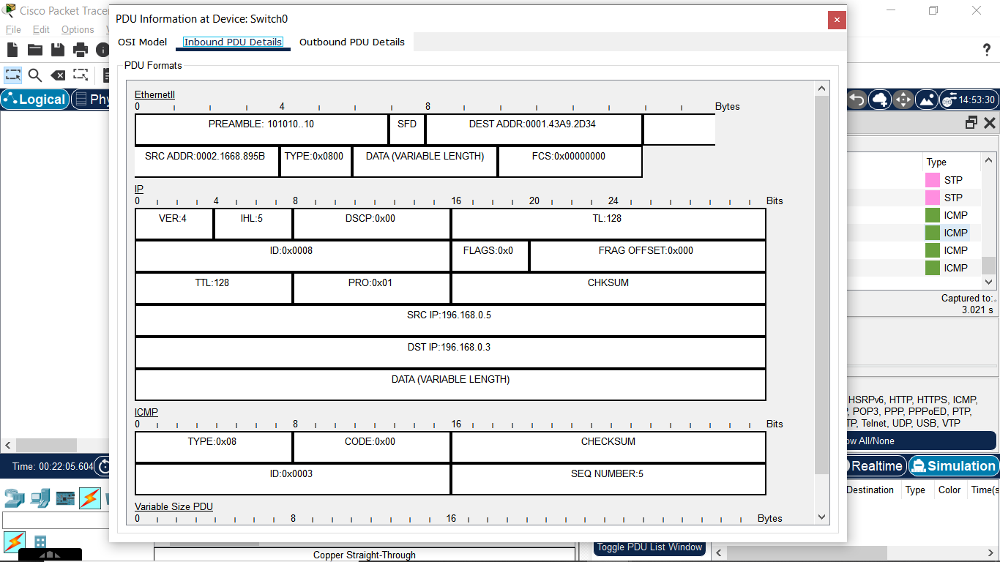 Cisco Packet Tracer
PDU Information at Device: Switch0
File Edit Options
OSI Model Inbound PDU Details Outbound PDU Details
PDU Formats
Logical
EthernetII
0 4 8 Bytes
PREAMBLE: 101010..10 SFD DEST ADDR:0001.43A9.2D34
SRC ADDR:0002.1668.895B TYPE:0x0800 DATA (VARIABLE LENGTH) FCS:0x00000000
IP
0 4 8 16 20 24 Bits
VER:4 IHL:5 DSCP:0x00 TL:128
ID:0x0008 FLAGS:0x0 FRAG OFFSET:0x000
TTL:128 PRO:0x01 CHKSUM
SRC IP:196.168.0.5
DST IP:196.168.0.3
DATA (VARIABLE LENGTH)
ICMP
0 8 16 Bits
TYPE:0x08 CODE:0x00 CHECKSUM
ID:0x0003 SEQ NUMBER:5
Variable Size PDU
0 8 16 Bytes
?
14:53:30
Type
STP
STP
ICMP
ICMP
ICMP
ICMP
Captured to:
3.021 s
HSRPv6, HTTP, HTTPS, ICMP,
POP3, PPP, PPPoED, PTP,
Telnet, UDP, USB, VTP
All/None
Time: 00:22:05.604
Realtime Simulation
Destination Type Color
Toggle PDU List Window
Copper Straight-Through